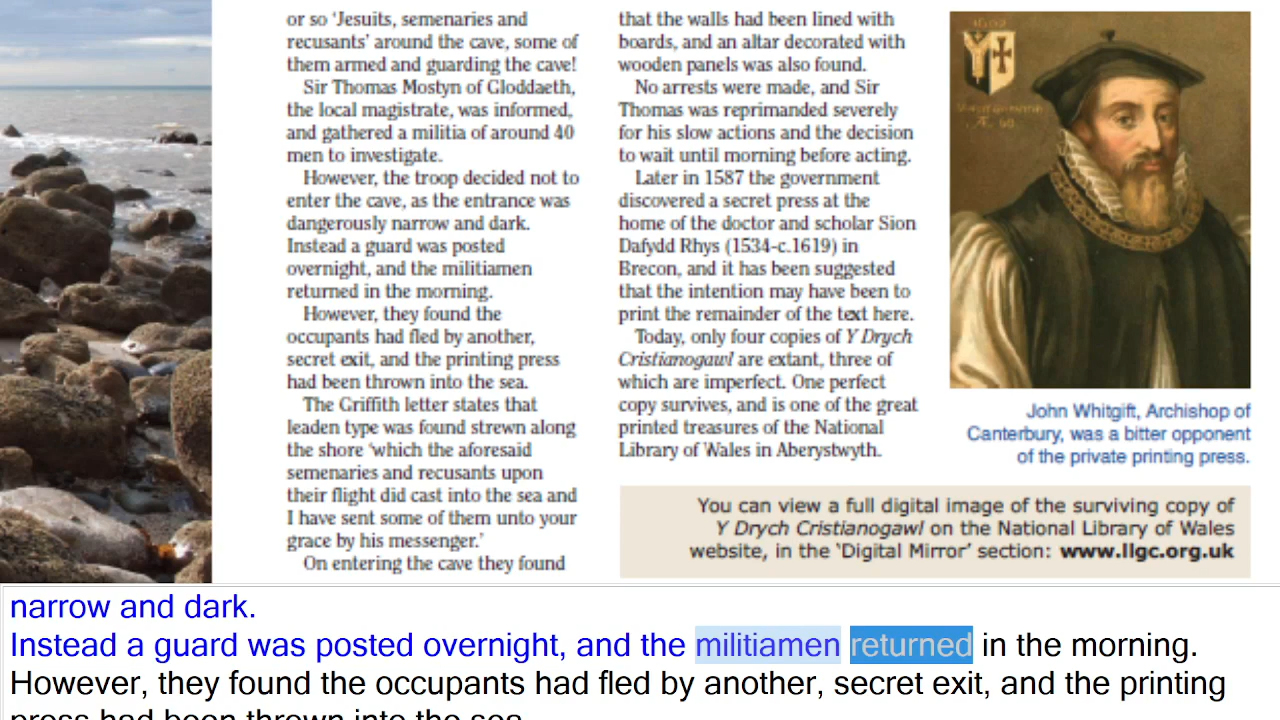 or so ‘Jesuits, semenaries and
recusants’ around the cave, some of
them armed and guarding the cave!
Sir Thomas Mostyn of Gloddaeth,
the local magistrate, was informed,
and gathered a militia of around 40
men to investigate.
However, the troop decided not to
enter the cave, as the entrance was
dangerously narrow and dark.
Instead a guard was posted
overnight, and the militiamen
returned in the morning.
However, they found the
occupants had fled by another,
secret exit, and the printing press
had been thrown into the sea.
The Griffith letter states that
leaden type was found strewn along
the shore ‘which the aforesaid
semenaries and recusants upon
their flight did cast into the sea and
I have sent some of them unto your
grace by his messenger.’
On entering the cave they found
that the walls had been lined with
boards, and an altar decorated with
wooden panels was also found.
No arrests were made, and Sir
Thomas was reprimanded severely
for his slow actions and the decision
to wait until morning before acting.
Later in 1587 the government
discovered a secret press at the
home of the doctor and scholar Sion
Dafydd Rhys (1534-c.1619) in
Brecon, and it has been suggested
that the intention may have been to
print the remainder of the text here.
Today, only four copies of Y Drych
Cristianogawl are extant, three of
which are imperfect. One perfect
copy survives, and is one of the great
printed treasures of the National
Library of Wales in Aberystwyth.
John Whitgift, Archishop of
Canterbury, was a bitter opponent
of the private printing press.
You can view a full digital image of the surviving copy of
Y Drych Cristianogawl on the National Library of Wales
website, in the ‘Digital Mirror’ section: www.llgc.org.uk
narrow and dark.
Instead a guard was posted overnight, and the militiamen returned in the morning.
However, they found the occupants had fled by another, secret exit, and the printing
press had been thrown into the sea.